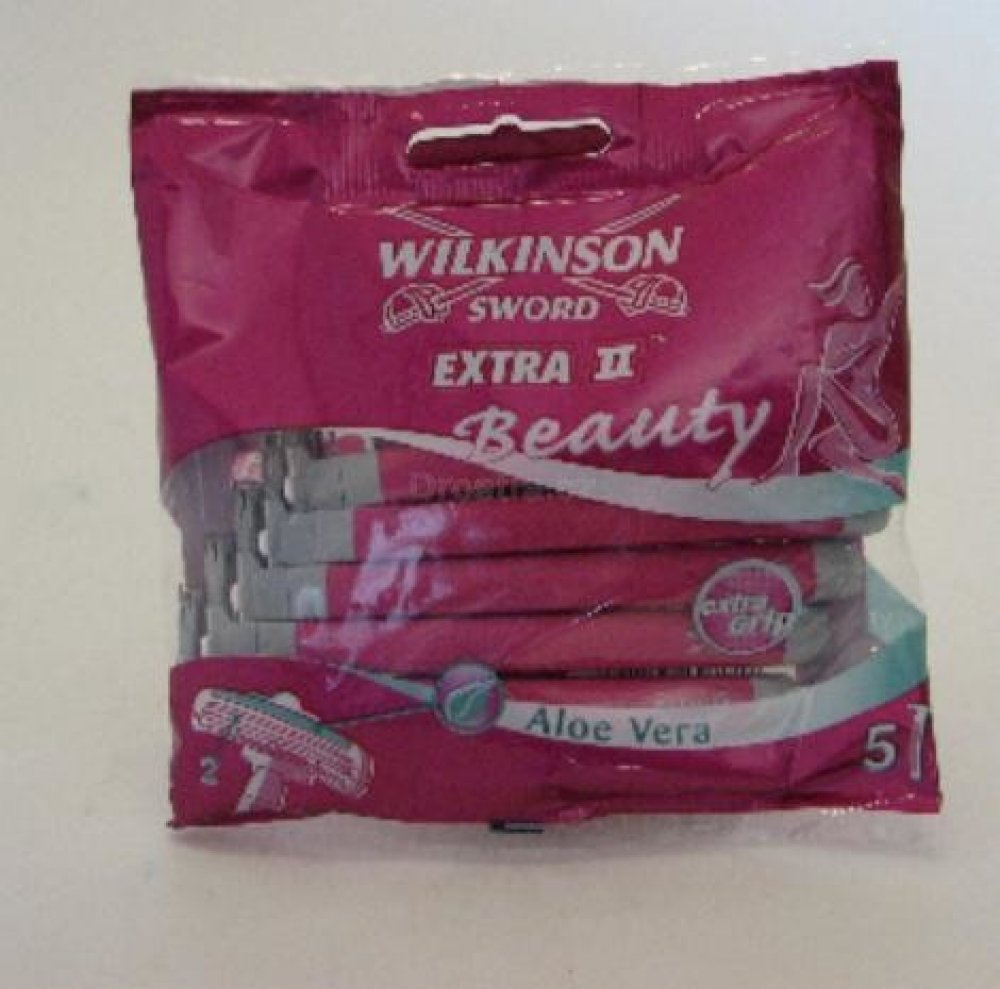 WILKINSON
SWORD
EXTRA II
Beauty
extra
Grip
Aloe Vera
2
5